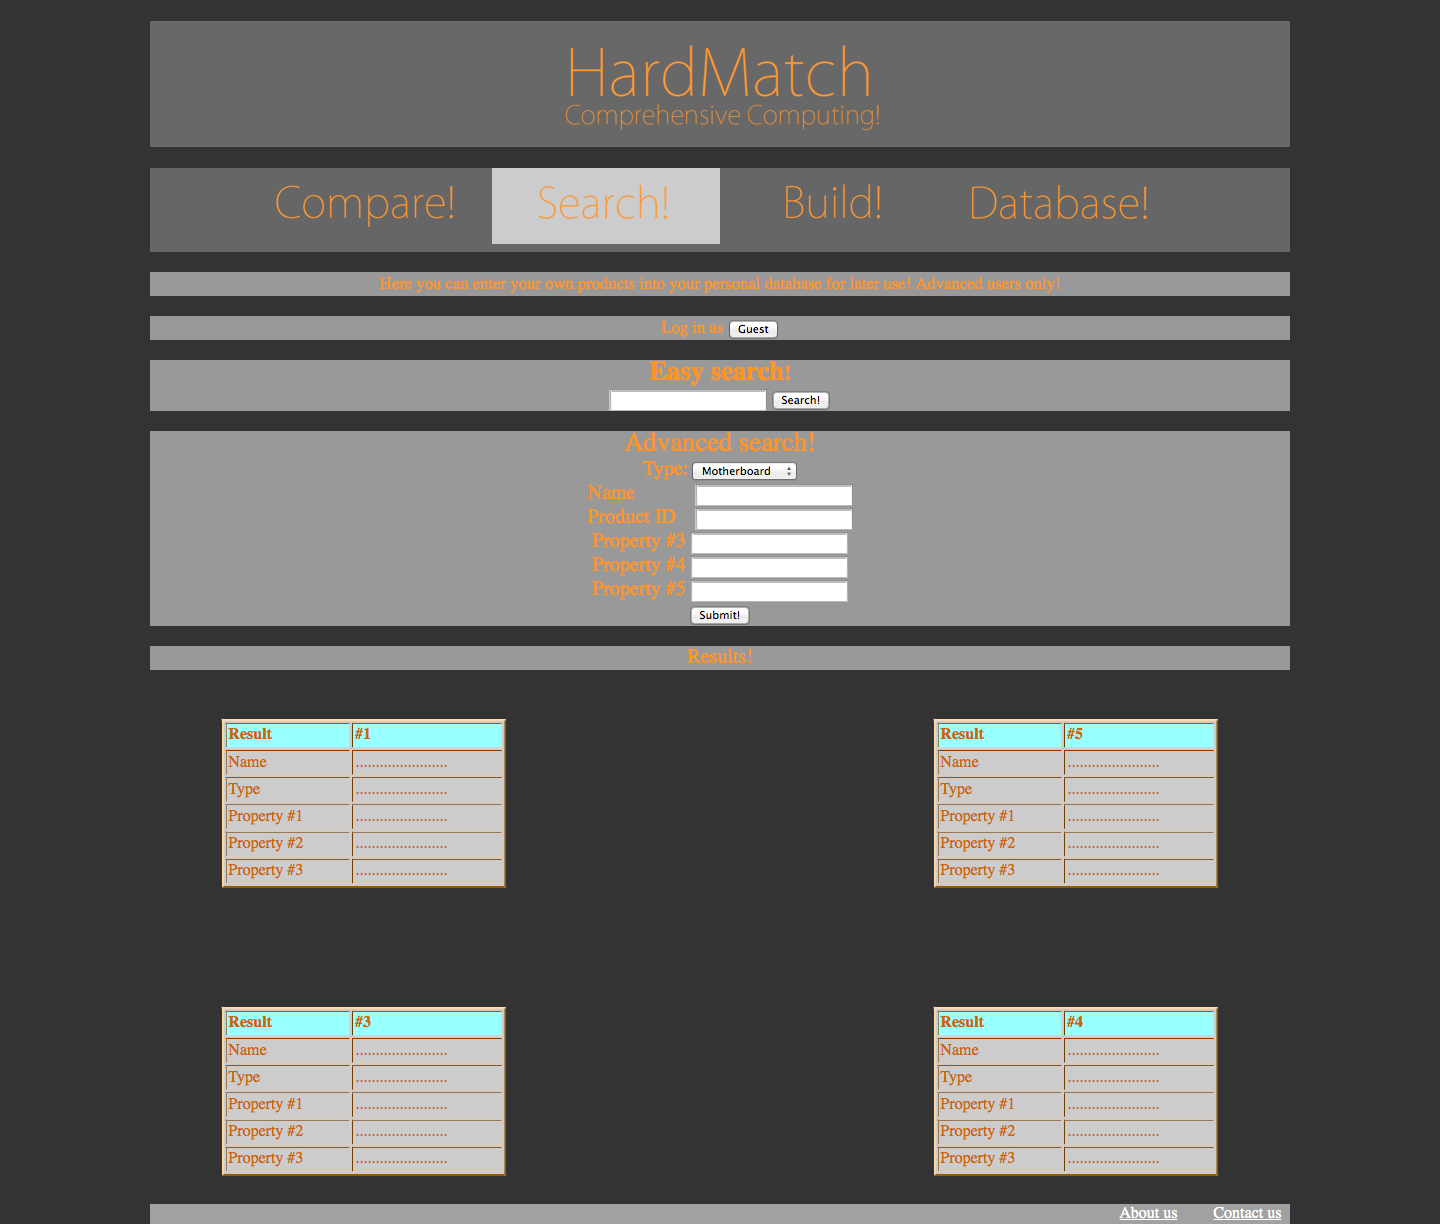 HardMatch
Comprehensive Computing!
Compare! Search! Build! Database!
Here you can enter your own products into your personal database for later use! Advanced users only!
Log in as Guest
Easy search!
Search!
Advanced search!
Type: Motherboard
Name
Product ID
Property #3
Property #4
Property #5
Submit!
Results!
Result #1
Name .......................
Type .......................
Property #1 .......................
Property #2 .......................
Property #3 .......................
Result #5
Name .......................
Type .......................
Property #1 .......................
Property #2 .......................
Property #3 .......................
Result #3
Name .......................
Type .......................
Property #1 .......................
Property #2 .......................
Property #3 .......................
Result #4
Name .......................
Type .......................
Property #1 .......................
Property #2 .......................
Property #3 .......................
About us Contact us